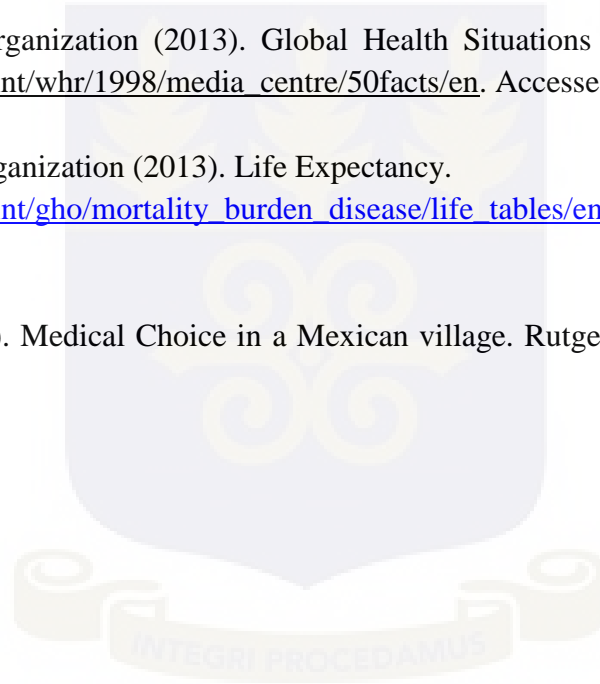 rganization (2013). Global Health Situations
nt/whr/1998/media_centre/50facts/en. Accesse
ganization (2013). Life Expectancy.
nt/gho/mortality_burden_disease/life_tables/en
). Medical Choice in a Mexican village. Rutge
INTEGRI PROCEDAMUS